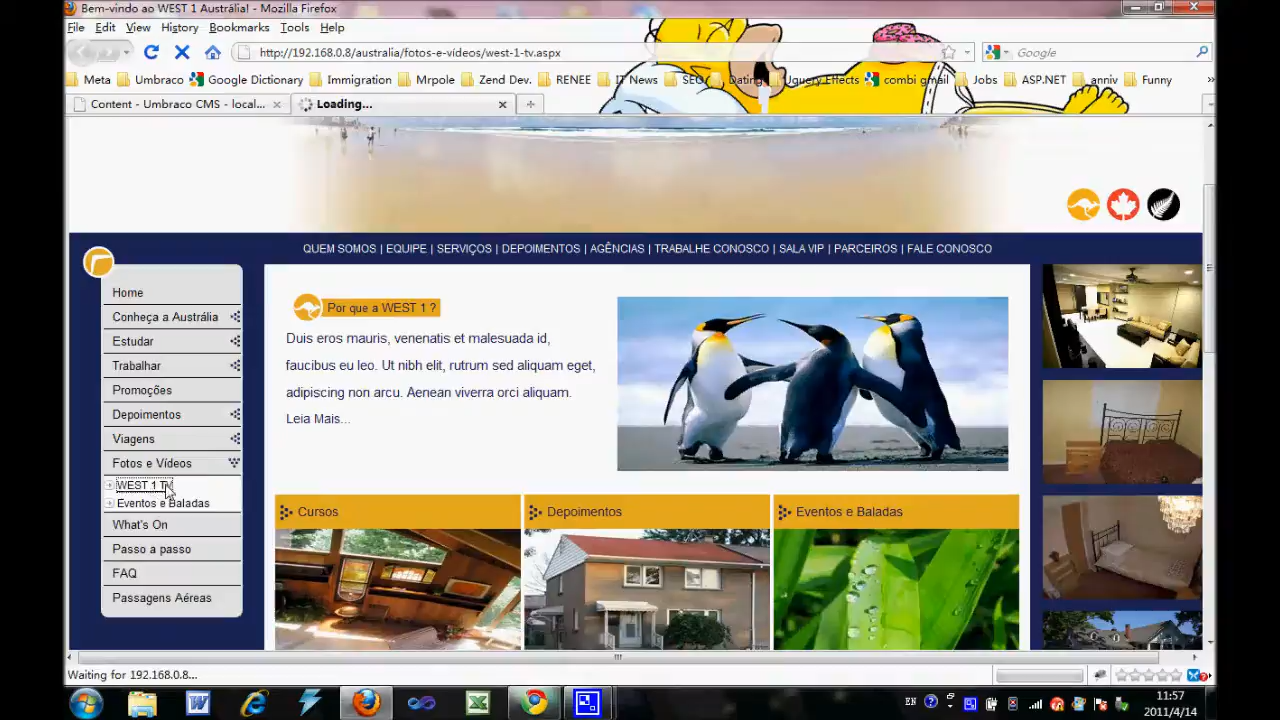 Bem-vindo ao WEST 1 Austrália! - Mozilla Firefox
File Edit View History Bookmarks Tools Help
http://192.168.0.8/australia/fotos-e-vídeos/west-1-tv.aspx
Google
Meta Umbraco Google Dictionary Immigration Mrpole Zend Dev. RENEE IT News SEO Dating Jquery Effects combi gmail Jobs ASP.NET anniv Funny »
Content - Umbraco CMS - local... Loading...
QUEM SOMOS | EQUIPE | SERVIÇOS | DEPOIMENTOS | AGÊNCIAS | TRABALHE CONOSCO | SALA VIP | PARCEIROS | FALE CONOSCO
Home
Conheça a Austrália
Estudar
Trabalhar
Promoções
Depoimentos
Viagens
Fotos e Vídeos
WEST 1 TV
Eventos e Baladas
What's On
Passo a passo
FAQ
Passagens Aéreas
Por que a WEST 1 ?
Duis eros mauris, venenatis et malesuada id,
faucibus eu leo. Ut nibh elit, rutrum sed aliquam eget,
adipiscing non arcu. Aenean viverra orci aliquam.
Leia Mais...
Cursos
Depoimentos
Eventos e Baladas
Waiting for 192.168.0.8...
EN
11:57
2011/4/14